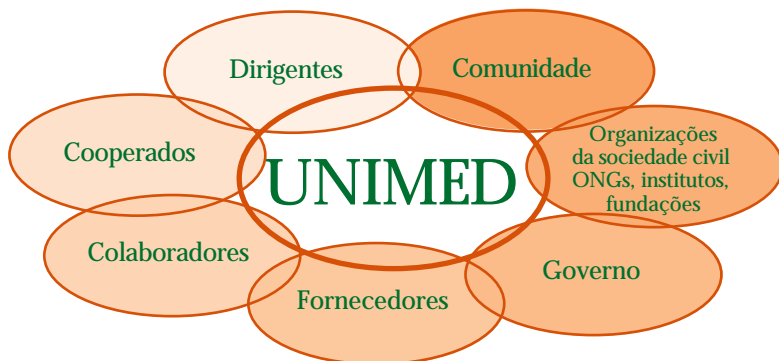 Dirigentes
Comunidade
Cooperados
UNIMED
Organizações
da sociedade civil
ONGs, institutos,
fundações
Colaboradores
Fornecedores
Governo